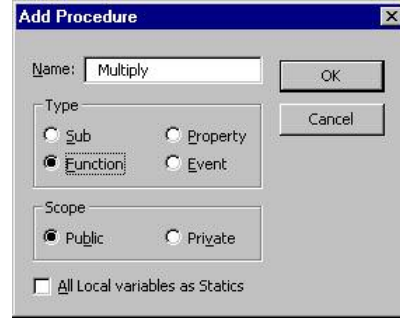 Add Procedure
Name: Multiply
OK
Type
Cancel
Sub Property
Function Event
Scope
Public Private
All Local variables as Statics